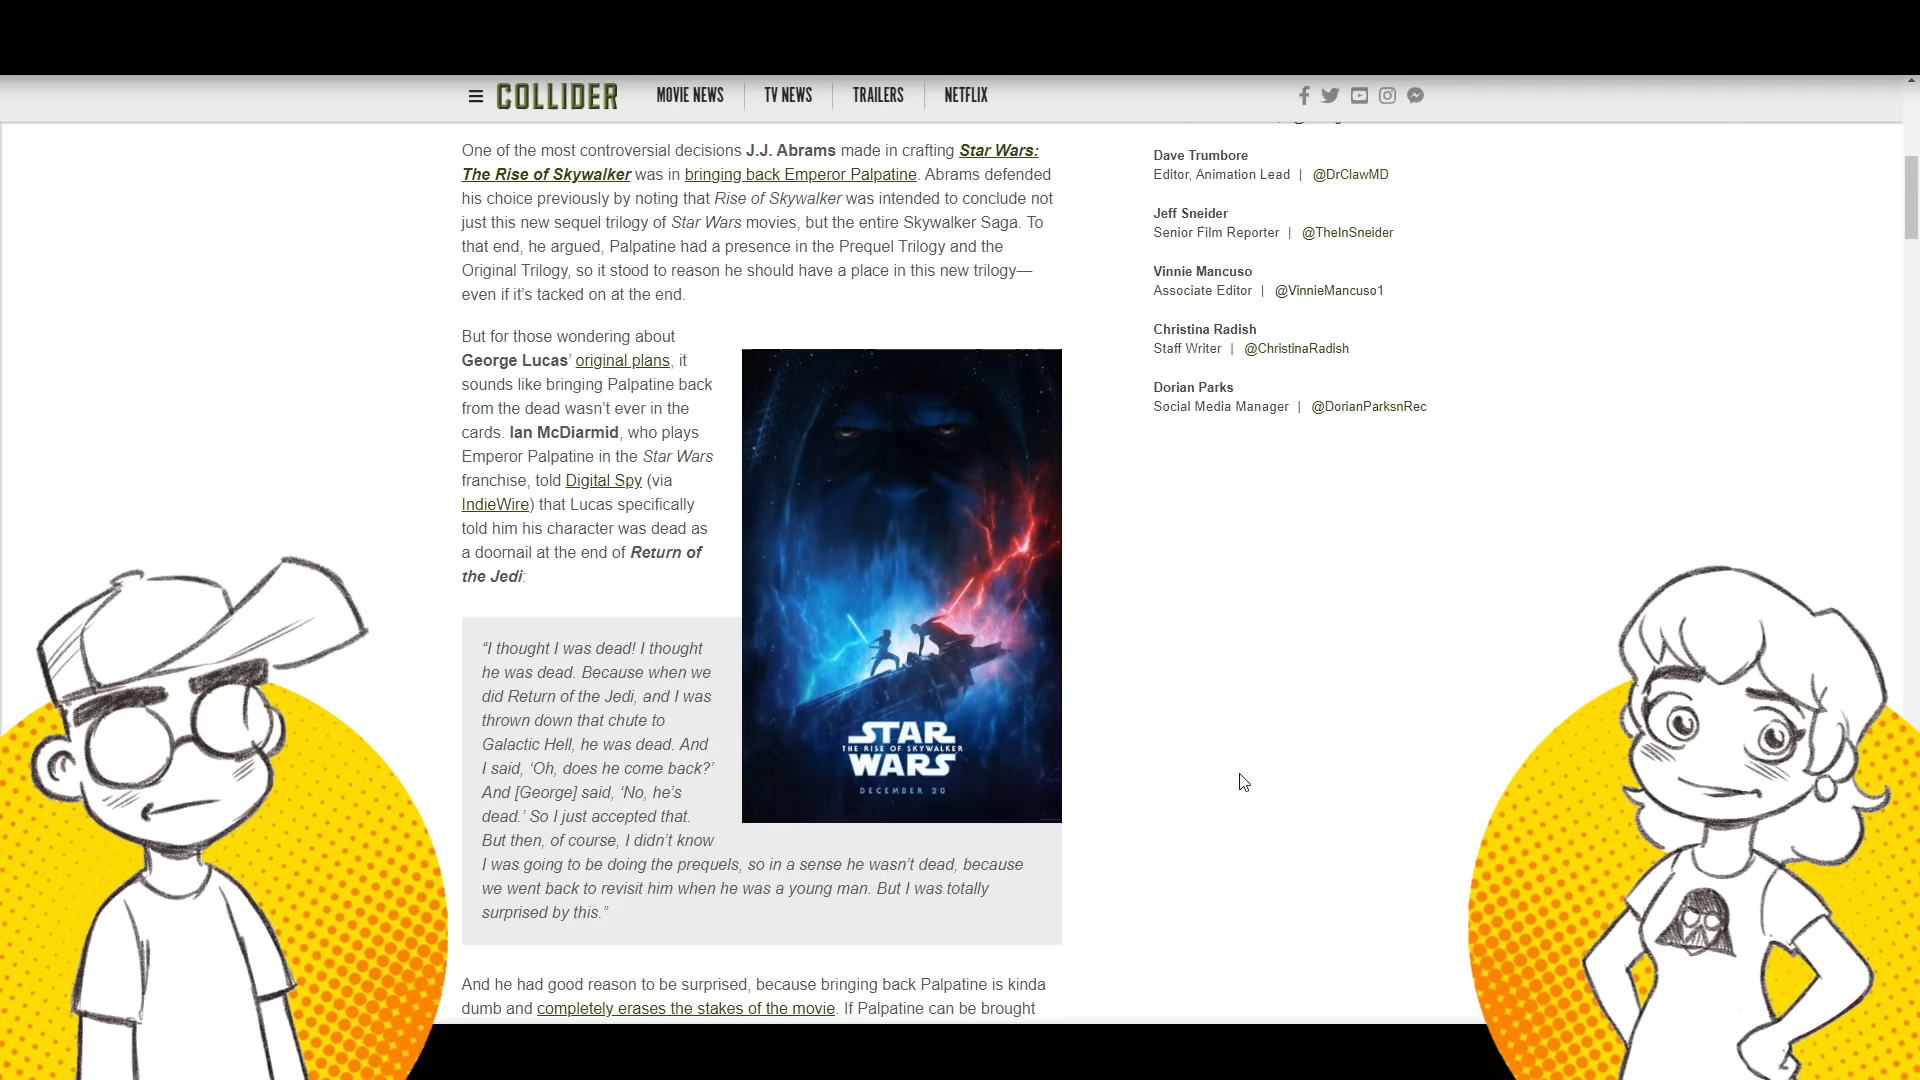 COLLIDER
MOVIE NEWS
TV NEWS
TRAILERS
NETFLIX
One of the most controversial decisions J.J. Abrams made in crafting Star Wars:
The Rise of Skywalker was in bringing back Emperor Palpatine. Abrams defended
his choice previously by noting that Rise of Skywalker was intended to conclude not
just this new sequel trilogy of Star Wars movies, but the entire Skywalker Saga. To
that end, he argued, Palpatine had a presence in the Prequel Trilogy and the
Original Trilogy, so it stood to reason he should have a place in this new trilogy—
even if it’s tacked on at the end.
But for those wondering about
George Lucas’ original plans, it
sounds like bringing Palpatine back
from the dead wasn’t ever in the
cards. Ian McDiarmid, who plays
Emperor Palpatine in the Star Wars
franchise, told Digital Spy (via
IndieWire) that Lucas specifically
told him his character was dead as
a doornail at the end of Return of
the Jedi:
“I thought I was dead! I thought
he was dead. Because when we
did Return of the Jedi, and I was
thrown down that chute to
Galactic Hell, he was dead. And
I said, ‘Oh, does he come back?’
And [George] said, ‘No, he’s
dead.’ So I just accepted that.
But then, of course, I didn’t know
I was going to be doing the prequels, so in a sense he wasn’t dead, because
we went back to revisit him when he was a young man. But I was totally
surprised by this.”
And he had good reason to be surprised, because bringing back Palpatine is kinda
dumb and completely erases the stakes of the movie. If Palpatine can be brought
STAR
THE RISE OF SKYWALKER
WARS
DECEMBER 20
Dave Trumbore
Editor, Animation Lead | @DrClawMD
Jeff Sneider
Senior Film Reporter | @TheInSneider
Vinnie Mancuso
Associate Editor | @VinnieMancuso1
Christina Radish
Staff Writer | @ChristinaRadish
Dorian Parks
Social Media Manager | @DorianParksnRec